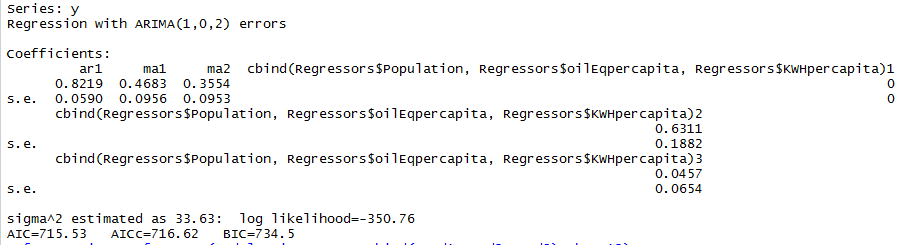 Series: y
Regression with ARIMA(1,0,2) errors
Coefficients:
ar1 ma1 ma2 cbind(Regressors$Population, Regressors$oilEqpercapita, Regressors$KWHpercapita)1
0.8219 0.4683 0.3554 0
s.e. 0.0590 0.0956 0.0953 0
cbind(Regressors$Population, Regressors$oilEqpercapita, Regressors$KWHpercapita)2
0.6311
s.e. 0.1882
cbind(Regressors$Population, Regressors$oilEqpercapita, Regressors$KWHpercapita)3
0.0457
s.e. 0.0654
sigma^2 estimated as 33.63: log likelihood=-350.76
AIC=715.53 AICc=716.62 BIC=734.5